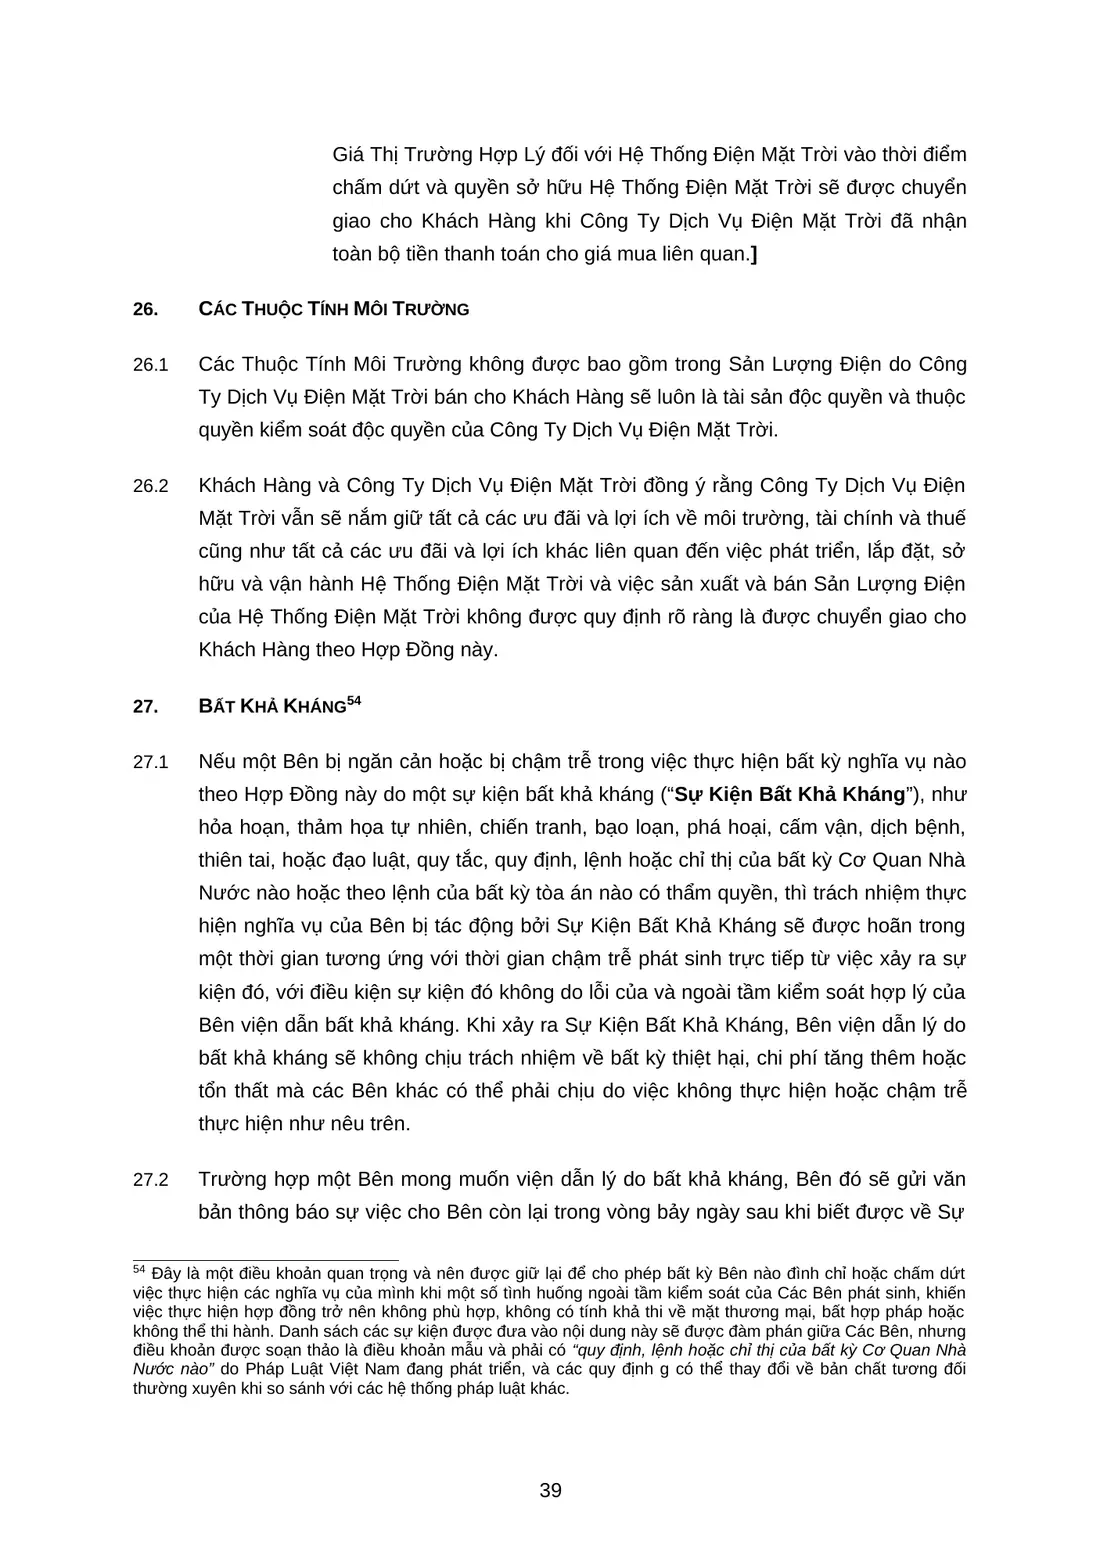 Giá Thị Trường Hợp Lý đối với Hệ Thống Điện Mặt Trời vào thời điểm
chấm dứt và quyền sở hữu Hệ Thống Điện Mặt Trời sẽ được chuyển
giao cho Khách Hàng khi Công Ty Dịch Vụ Điện Mặt Trời đã nhận
toàn bộ tiền thanh toán cho giá mua liên quan.]
26. CÁC THUỘC TÍNH MÔI TRƯỜNG
26.1 Các Thuộc Tính Môi Trường không được bao gồm trong Sản Lượng Điện do Công
Ty Dịch Vụ Điện Mặt Trời bán cho Khách Hàng sẽ luôn là tài sản độc quyền và thuộc
quyền kiểm soát độc quyền của Công Ty Dịch Vụ Điện Mặt Trời.
26.2 Khách Hàng và Công Ty Dịch Vụ Điện Mặt Trời đồng ý rằng Công Ty Dịch Vụ Điện
Mặt Trời vẫn sẽ nắm giữ tất cả các ưu đãi và lợi ích về môi trường, tài chính và thuế
cũng như tất cả các ưu đãi và lợi ích khác liên quan đến việc phát triển, lắp đặt, sở
hữu và vận hành Hệ Thống Điện Mặt Trời và việc sản xuất và bán Sản Lượng Điện
của Hệ Thống Điện Mặt Trời không được quy định rõ ràng là được chuyển giao cho
Khách Hàng theo Hợp Đồng này.
27. BẤT KHẢ KHÁNG54
27.1 Nếu một Bên bị ngăn cản hoặc bị chậm trễ trong việc thực hiện bất kỳ nghĩa vụ nào
theo Hợp Đồng này do một sự kiện bất khả kháng (“Sự Kiện Bất Khả Kháng”), như
hỏa hoạn, thảm họa tự nhiên, chiến tranh, bạo loạn, phá hoại, cấm vận, dịch bệnh,
thiên tai, hoặc đạo luật, quy tắc, quy định, lệnh hoặc chỉ thị của bất kỳ Cơ Quan Nhà
Nước nào hoặc theo lệnh của bất kỳ tòa án nào có thẩm quyền, thì trách nhiệm thực
hiện nghĩa vụ của Bên bị tác động bởi Sự Kiện Bất Khả Kháng sẽ được hoãn trong
một thời gian tương ứng với thời gian chậm trễ phát sinh trực tiếp từ việc xảy ra sự
kiện đó, với điều kiện sự kiện đó không do lỗi của và ngoài tầm kiểm soát hợp lý của
Bên viện dẫn bất khả kháng. Khi xảy ra Sự Kiện Bất Khả Kháng, Bên viện dẫn lý do
bất khả kháng sẽ không chịu trách nhiệm về bất kỳ thiệt hại, chi phí tăng thêm hoặc
tổn thất mà các Bên khác có thể phải chịu do việc không thực hiện hoặc chậm trễ
thực hiện như nêu trên.
27.2 Trường hợp một Bên mong muốn viện dẫn lý do bất khả kháng, Bên đó sẽ gửi văn
bản thông báo sự việc cho Bên còn lại trong vòng bảy ngày sau khi biết được về Sự
54 Đây là một điều khoản quan trọng và nên được giữ lại để cho phép bất kỳ Bên nào đình chỉ hoặc chấm dứt
việc thực hiện các nghĩa vụ của mình khi một số tình huống ngoài tầm kiểm soát của Các Bên phát sinh, khiến
việc thực hiện hợp đồng trở nên không phù hợp, không có tính khả thi về mặt thương mại, bất hợp pháp hoặc
không thể thi hành. Danh sách các sự kiện được đưa vào nội dung này sẽ được đàm phán giữa Các Bên, nhưng
điều khoản được soạn thảo là điều khoản mẫu và phải có “quy định, lệnh hoặc chỉ thị của bất kỳ Cơ Quan Nhà
Nước nào” do Pháp Luật Việt Nam đang phát triển, và các quy định g có thể thay đổi về bản chất tương đối
thường xuyên khi so sánh với các hệ thống pháp luật khác.
39